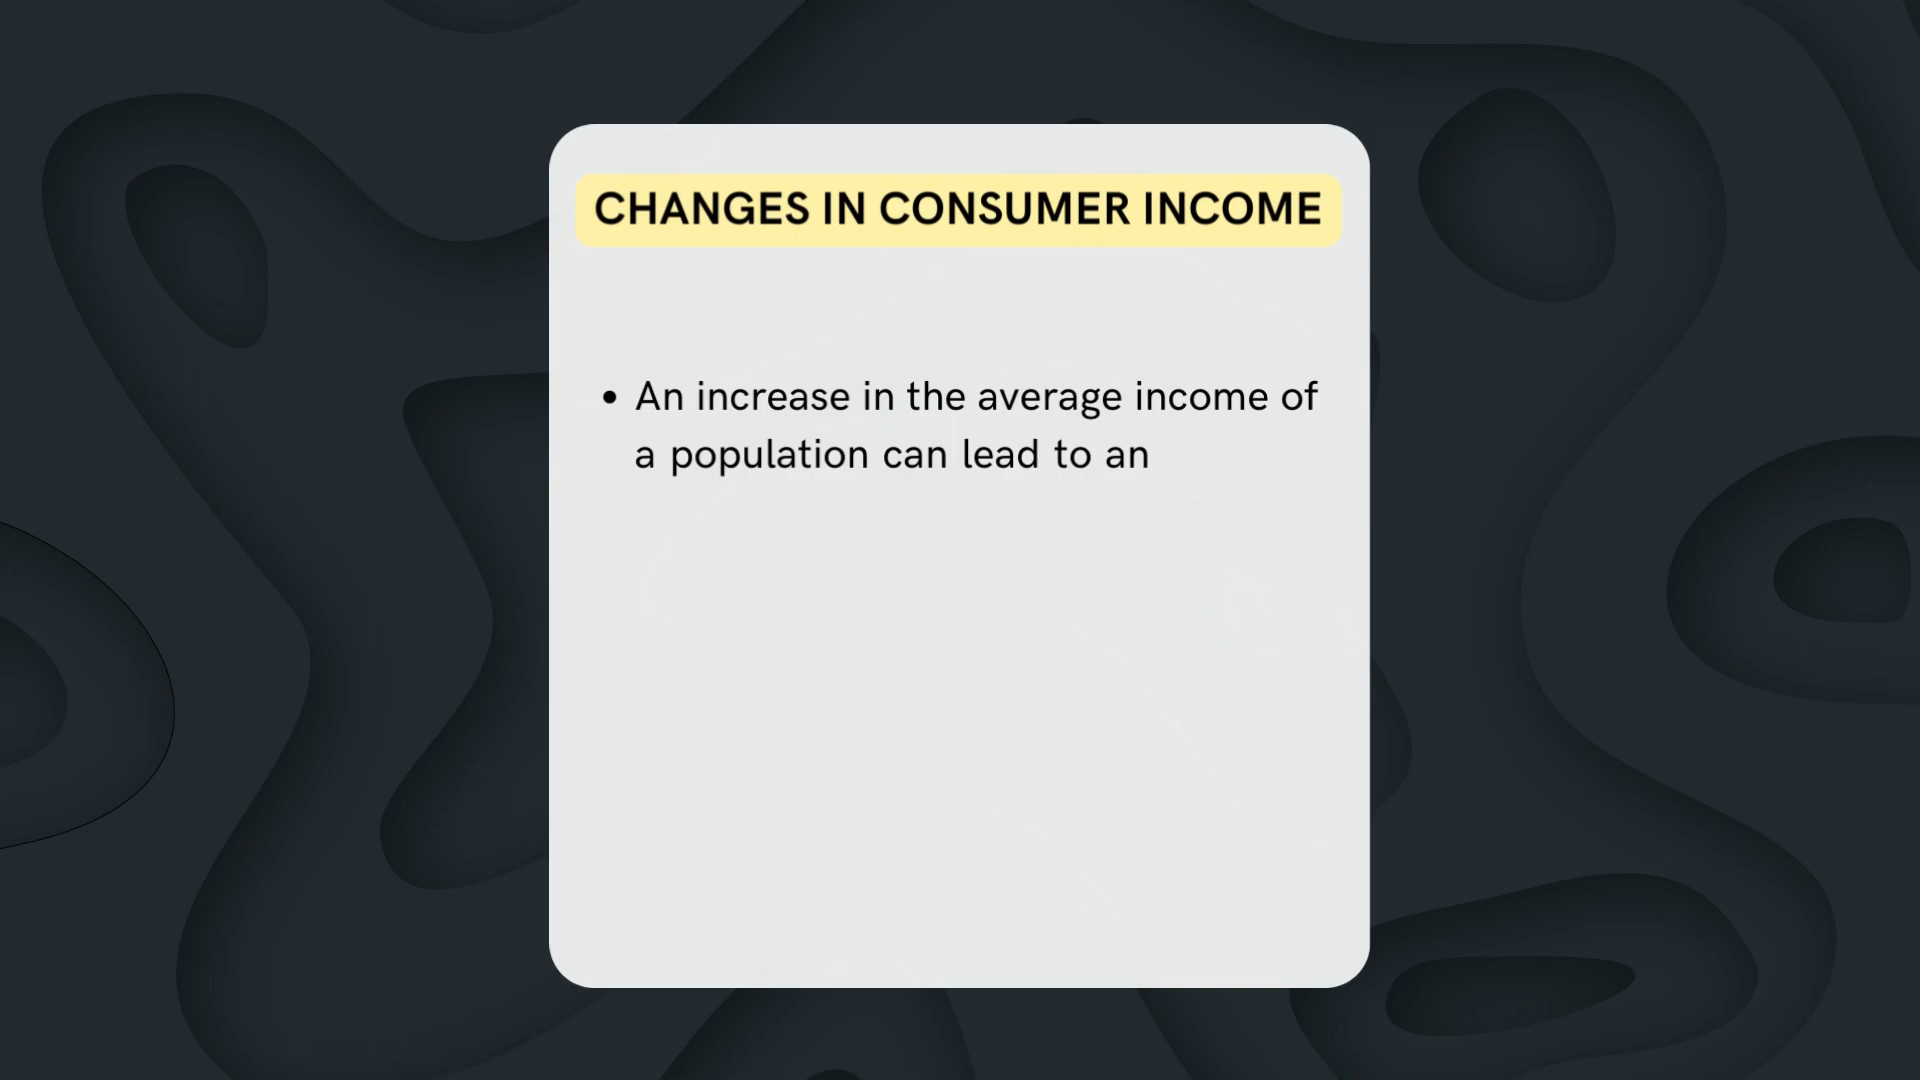 CHANGES IN CONSUMER INCOME
• An increase in the average income of
a population can lead to an